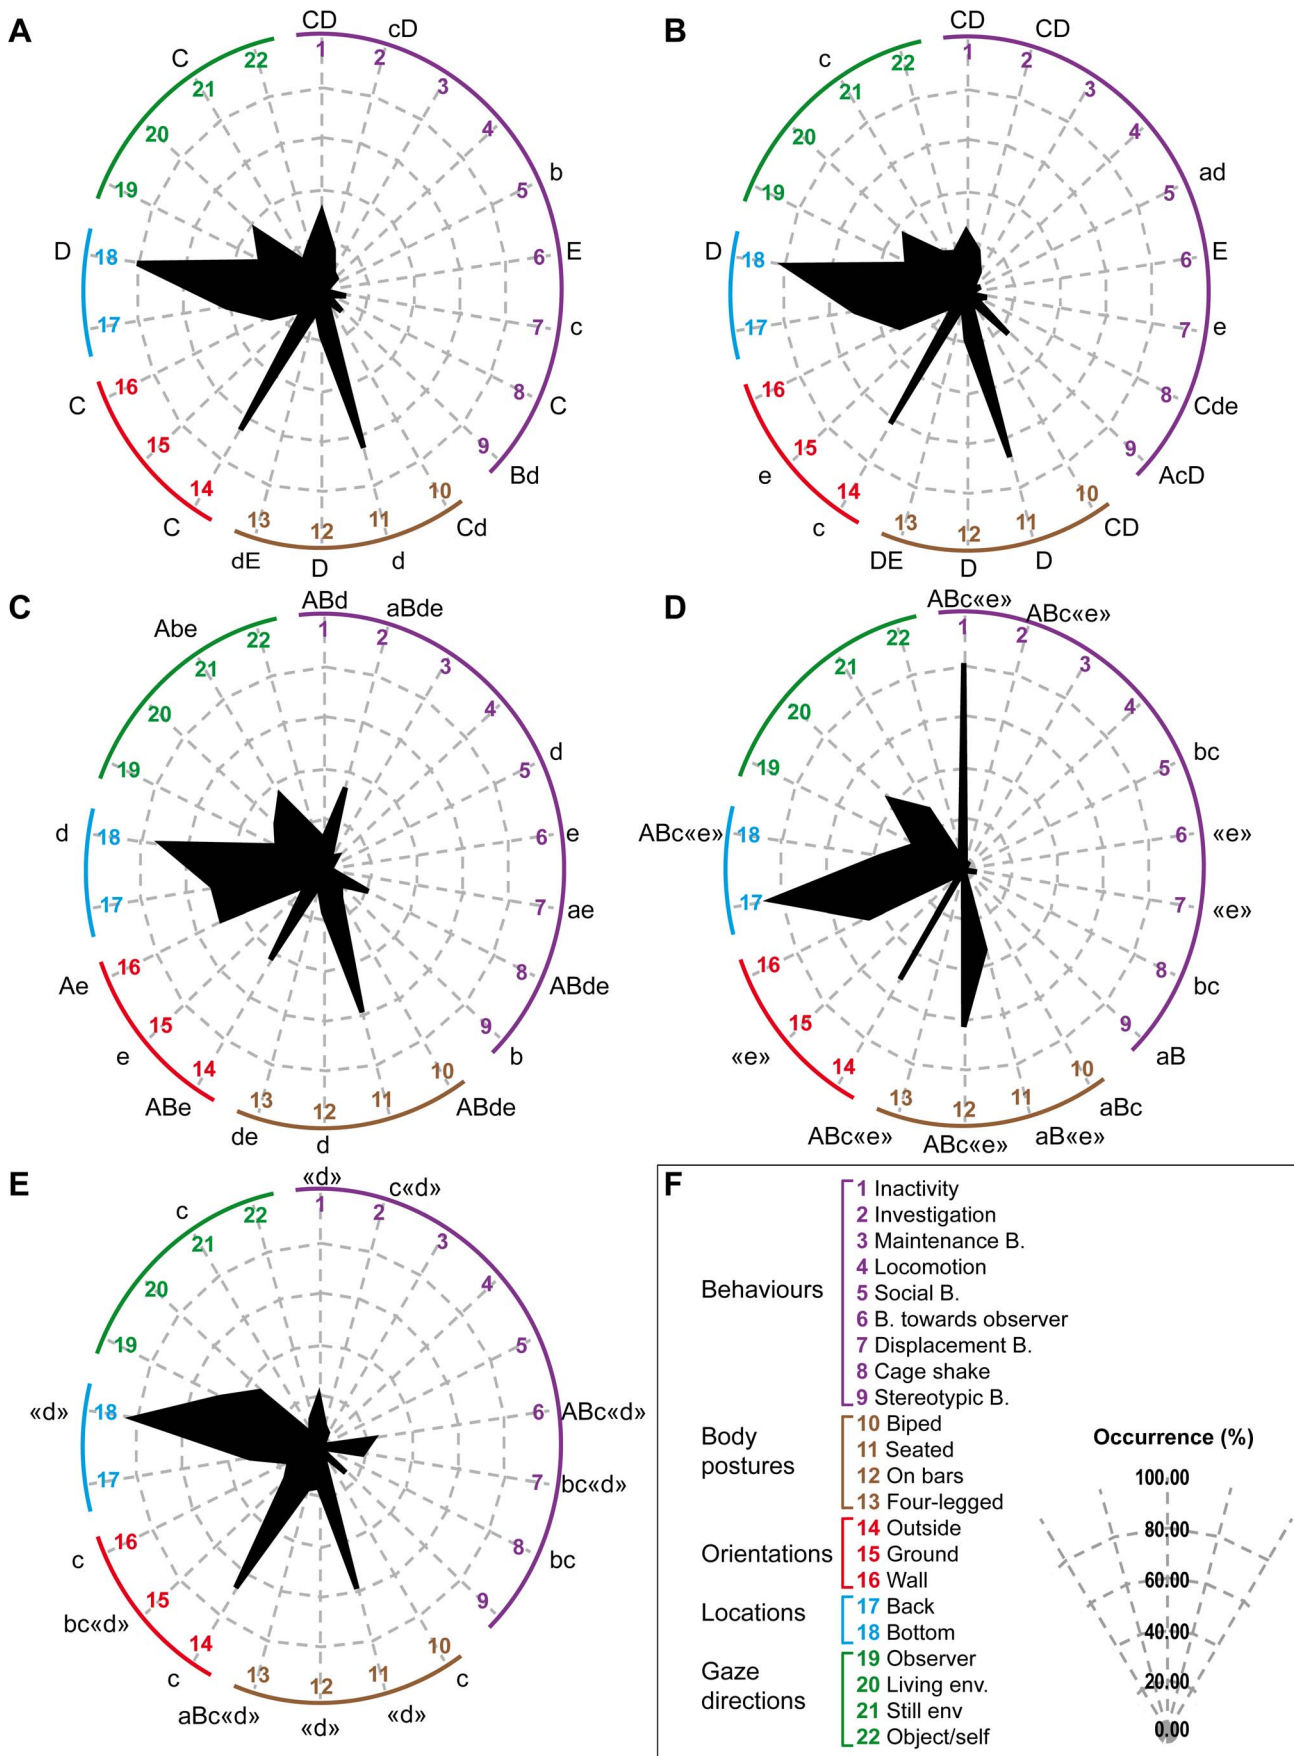 A
CD
cD
1
2
3
4
5
6
7
8
9
10
11
12
13
14
15
16
17
18
19
20
21
22
b
E
c
C
Bd
Cd
d
D
dE
C
C
D
C
B
CD
CD
1
2
3
4
5
6
7
8
9
10
11
12
13
14
15
16
17
18
19
20
21
22
ad
E
e
Cde
AcD
CD
D
D
DE
c
e
D
c
C
ABd
aBde
1
2
3
4
5
6
7
8
9
10
11
12
13
14
15
16
17
18
19
20
21
22
d
e
ae
ABde
b
ABde
d
de
ABe
e
Ae
d
Abe
D
ABc«e»
ABc«e»
1
2
3
4
5
6
7
8
9
10
11
12
13
14
15
16
17
18
19
20
21
22
bc
«e»
«e»
bc
aB
aBc
aB«e»
ABc«e»
ABc«e»
«e»
ABc«e»
E
«d»
c«d»
1
2
3
4
5
6
7
8
9
10
11
12
13
14
15
16
17
18
19
20
21
22
ABc«d»
bc«d»
bc
c
«d»
«d»
aBc«d»
c
bc«d»
c
«d»
c
F
Behaviours
1 Inactivity
2 Investigation
3 Maintenance B.
4 Locomotion
5 Social B.
6 B. towards observer
7 Displacement B.
8 Cage shake
9 Stereotypic B.
Body
postures
10 Biped
11 Seated
12 On bars
13 Four-legged
Orientations
14 Outside
15 Ground
16 Wall
Locations
17 Back
18 Bottom
Gaze
directions
19 Observer
20 Living env.
21 Still env
22 Object/self
Occurrence (%)
100.00
80.00
60.00
40.00
20.00
0.00